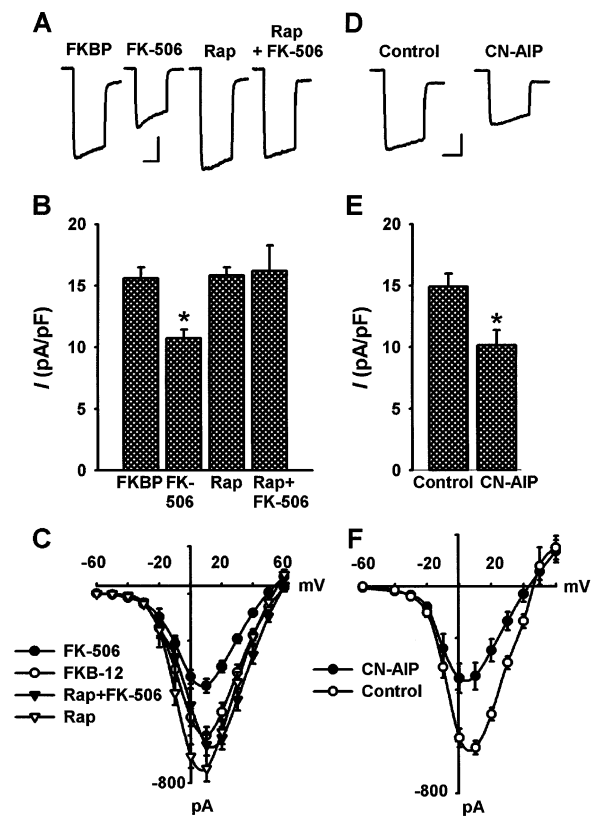 A
FKBP
FK-506
Rap
Rap
+ FK-506
D
Control
CN-AIP
B
20
15
10
5
0
I (pA/pF)
*
FKBP
FK-
506
Rap
Rap+
FK-506
E
20
15
10
5
0
I (pA/pF)
*
Control
CN-AIP
C
-60
-20
20
60
mV
FK-506
FKB-12
Rap+FK-506
Rap
-800
pA
F
-60
-20
20
mV
CN-AIP
Control
-800
pA